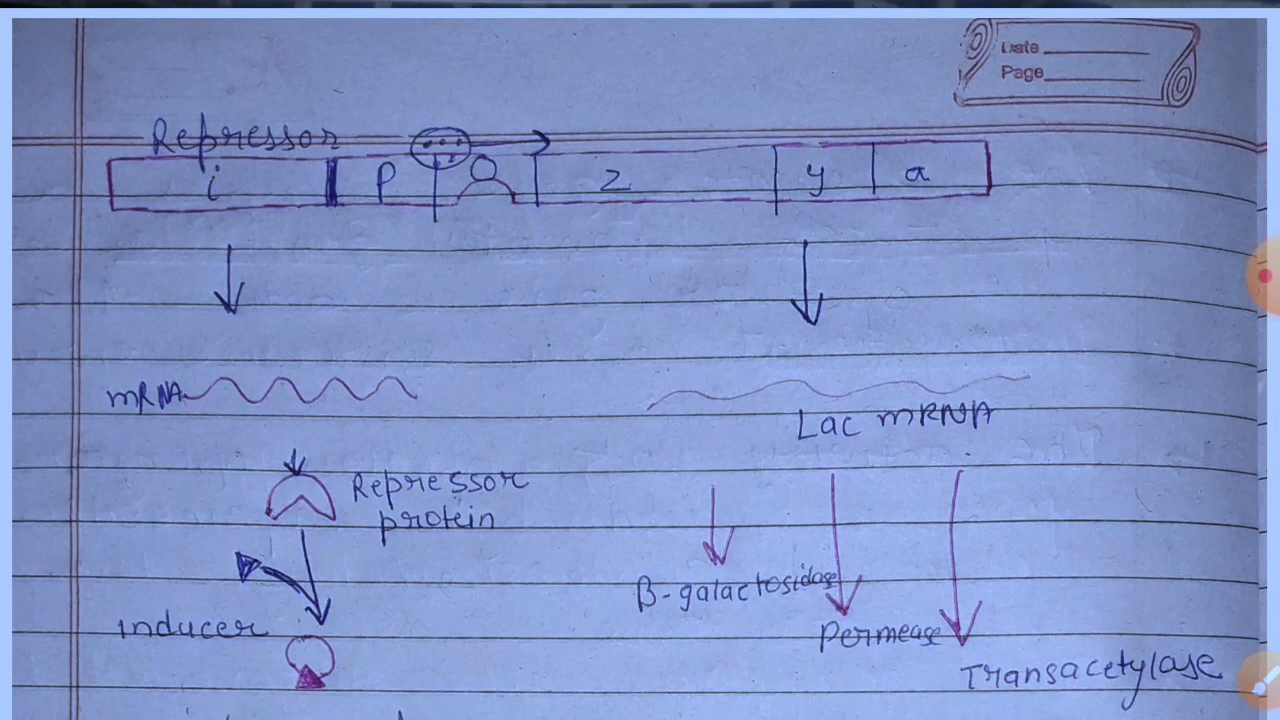 Date
Page
Repressor
i P z y a
mRNA
Lac mRNA
Repressor
protein
β-galactosidase
inducer
Permease
Transacetylase